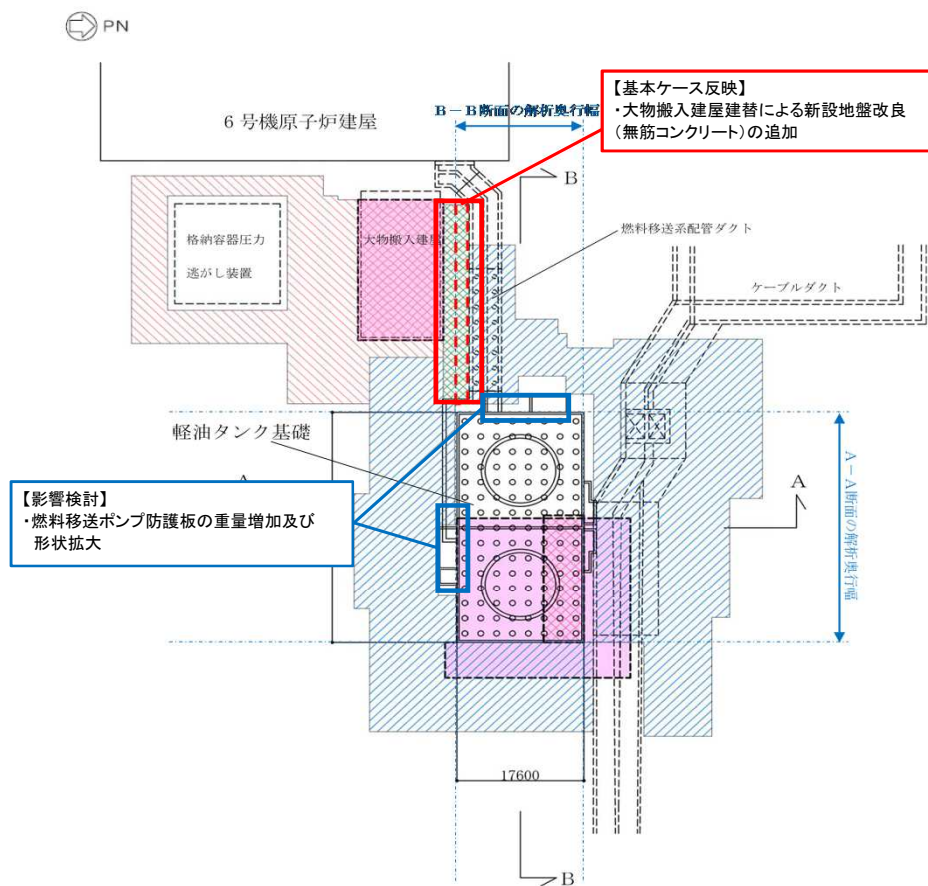 PN
6号機原子炉建屋
B－B断面の解析奥行幅
【基本ケース反映】
・大物搬入建屋建替による新設地盤改良
（無筋コンクリート）の追加
B
格納容器圧力
逃がし装置
大物搬入建屋
燃料移送系配管ダクト
ケーブルダクト
軽油タンク基礎
A
【影響検討】
・燃料移送ポンプ防護板の重量増加及び
形状拡大
A－A断面の解析奥行幅
17600
B